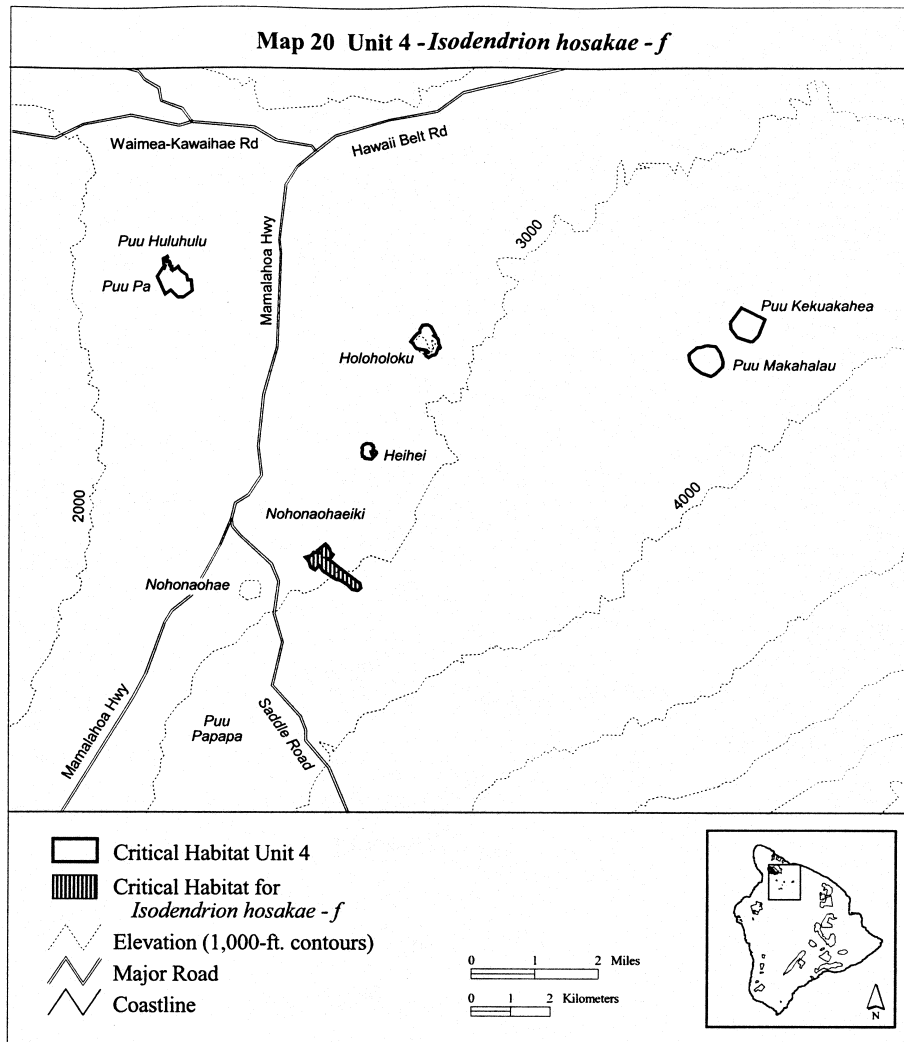 Map 20 Unit 4 - Isodendrion hosakae - f
Waimea-Kawaihae Rd
Hawaii Belt Rd
Mamalahoa Hwy
3000
Puu Huluhulu
Puu Pa
Puu Kekuakahea
Holoholoku
Puu Makahalau
Heihei
2000
4000
Nohonaohaeiki
Nohonaohae
Mamalahoa Hwy
Puu
Papapa
Saddle Road
Critical Habitat Unit 4
Critical Habitat for
Isodendrion hosakae - f
Elevation (1,000-ft. contours)
Major Road
Coastline
0 1 2 Miles
0 1 2 Kilometers
N